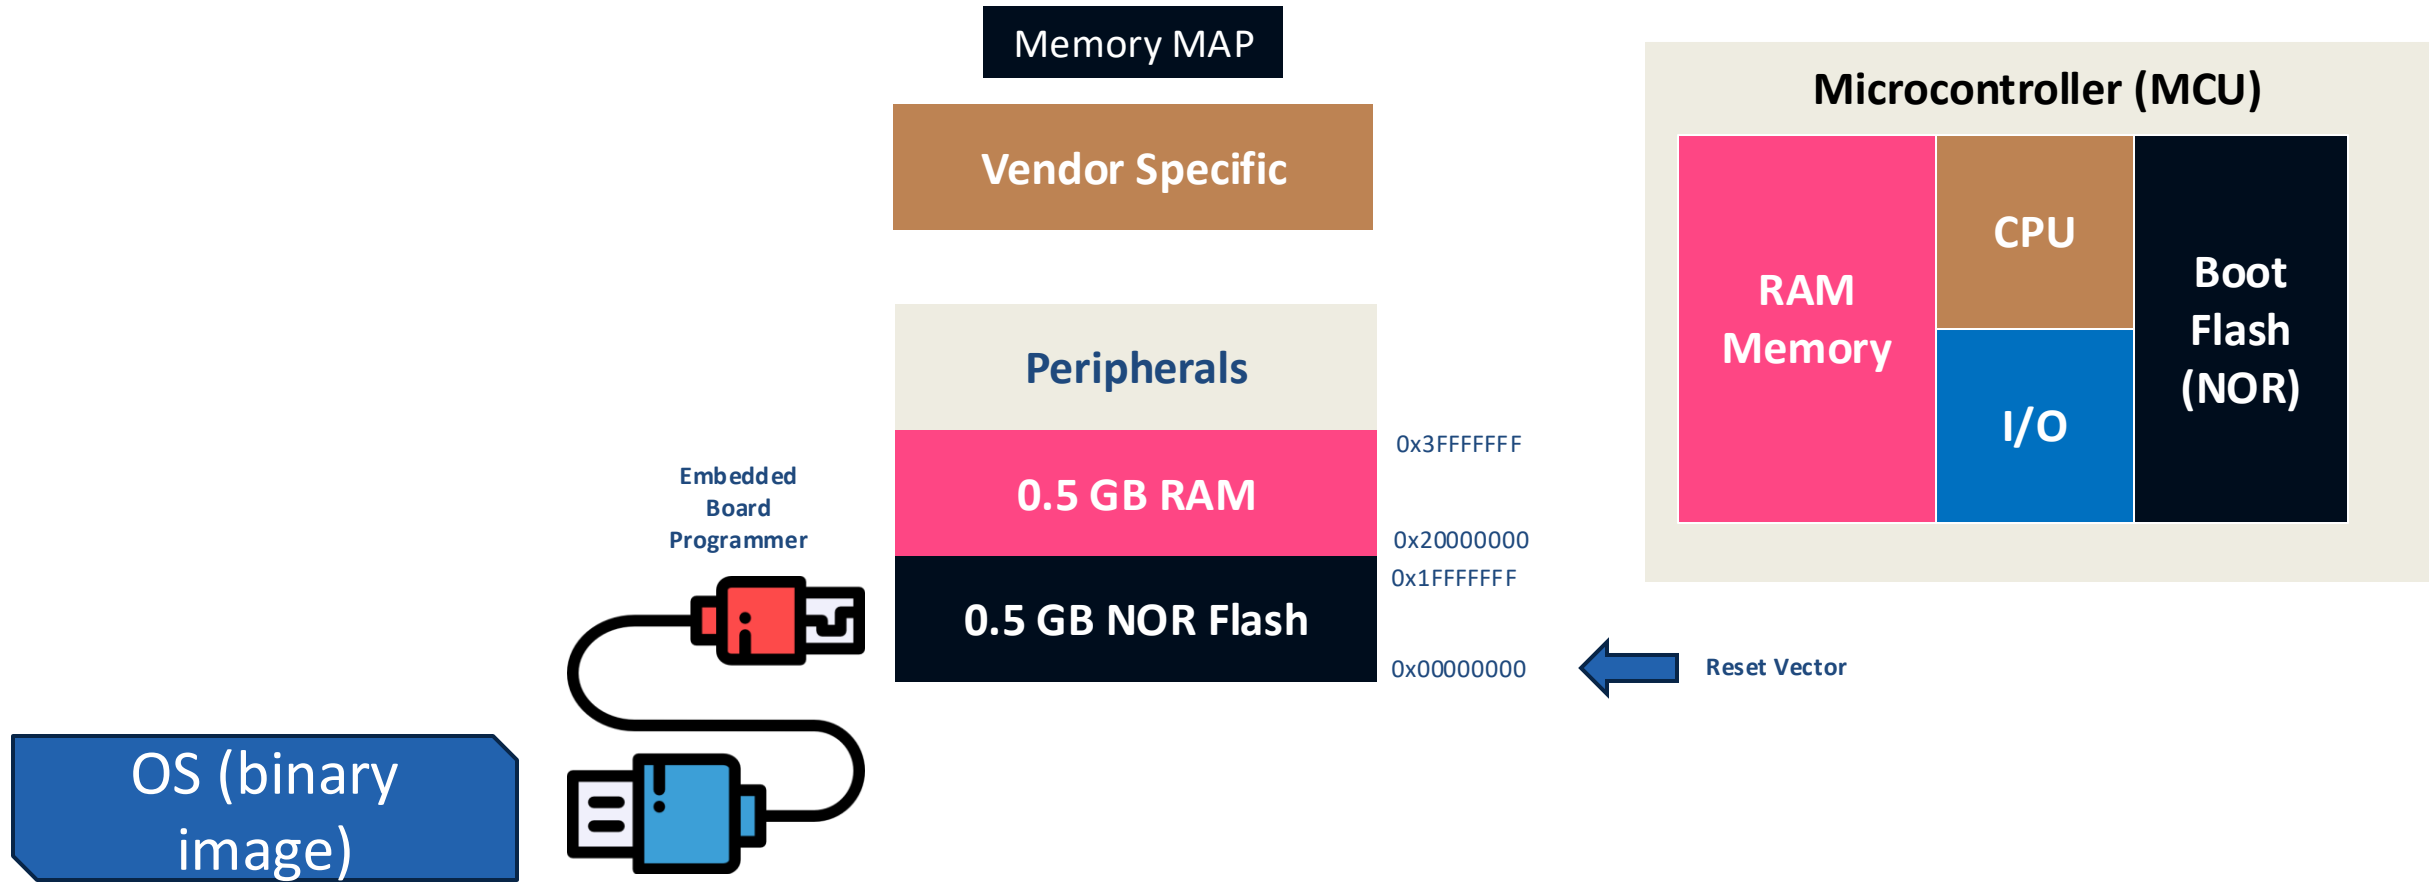 Memory MAP
Vendor Specific
Peripherals
0.5 GB RAM
0.5 GB NOR Flash
0x3FFFFFFF
0x20000000
0x1FFFFFFF
0x00000000
Reset Vector
Embedded
Board
Programmer
OS (binary
image)
Microcontroller (MCU)
RAM
Memory
CPU
I/O
Boot
Flash
(NOR)